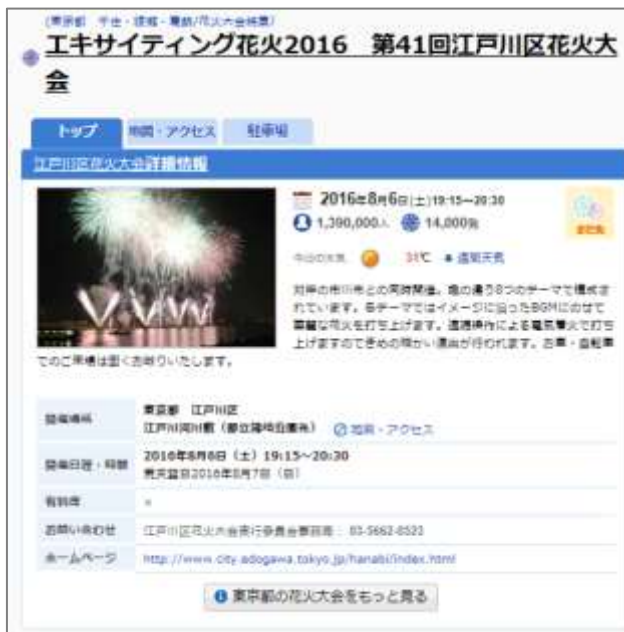 (東京都 千住・後楽・葛飾/花火大会特集)
エキサイティング花火2016 第41回江戸川区花火大
会
トップ
地図・アクセス
駐車場
江戸川区花火大会詳細情報
2016年8月6日(土)19:15~20:30
1,390,000人 14,000発
今日の天気 31℃ 週間天気
対岸の市川市との同時開催。趣の違う8つのテーマで構成さ
れています。各テーマではイメージに沿ったBGMにのせて
華麗な花火を打ち上げます。遠隔操作による電気着火で打ち
上げますのできめの細かい演出が行われます。お車・自転車
でのご来場は固くお断りいたします。
開催場所
東京都 江戸川区
江戸川河川敷(都立篠崎公園先)
地図・アクセス
開催日程・時間
2016年8月6日(土)19:15~20:30
荒天翌日2016年8月7日(日)
有料席
×
お問い合わせ
江戸川区花火大会実行委員会事務局: 03-5662-0523
ホームページ
http://www.city.edogawa.tokyo.jp/hanabi/index.html
東京都の花火大会をもっと見る